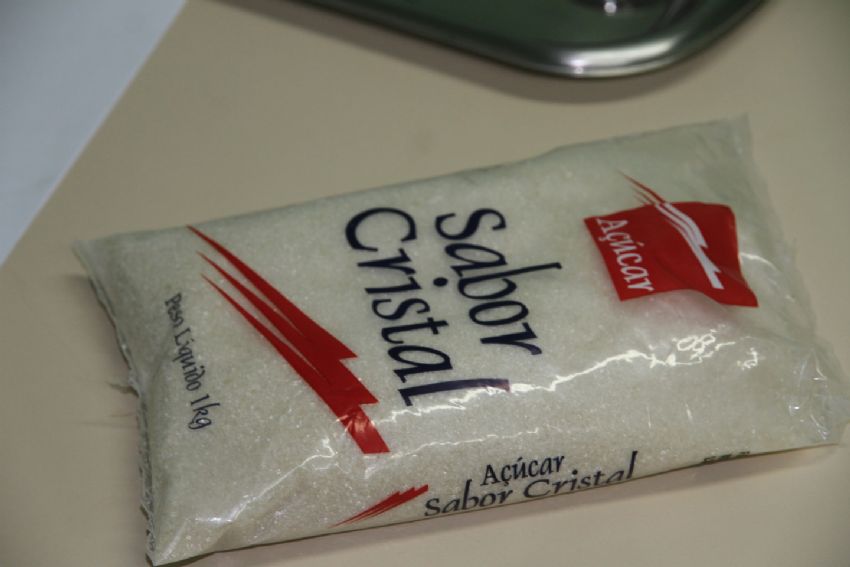 Açúcar
Sabor
Cristal
Peso Líquido 1kg
Açúcar
Sabor Cristal